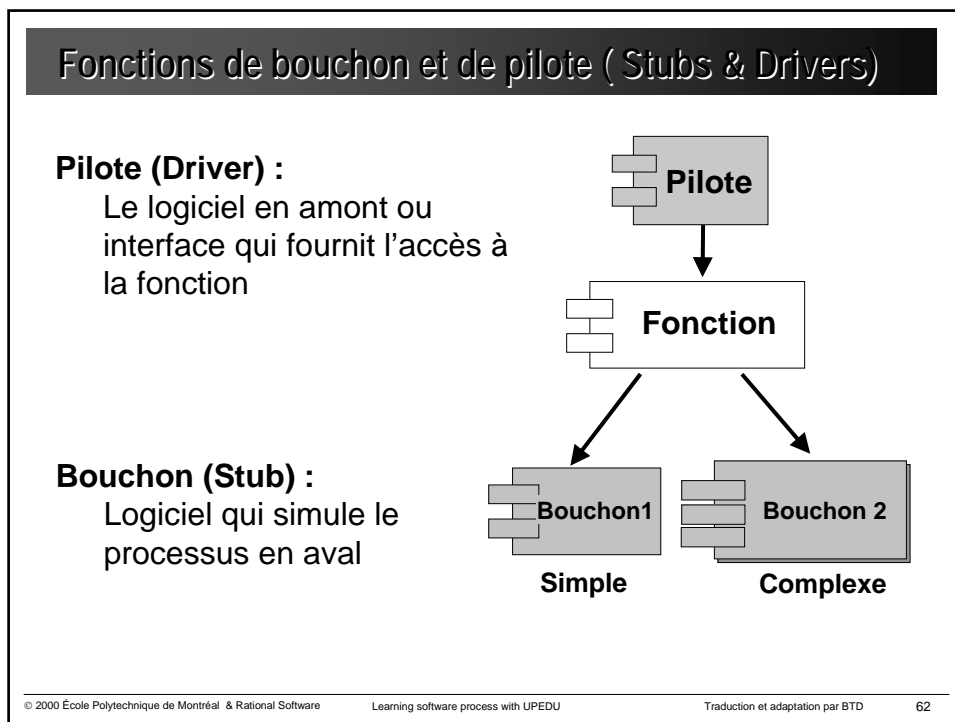 Fonctions de bouchon et de pilote ( Stubs & Drivers)
Pilote (Driver) :
Le logiciel en amont ou
interface qui fournit l'accès à
la fonction
Pilote
Fonction
Bouchon (Stub) :
Logiciel qui simule le
processus en aval
Bouchon1
Bouchon 2
Simple
Complexe
© 2000 École Polytechnique de Montréal & Rational Software
Learning software process with UPEDU
Traduction et adaptation par BTD
62